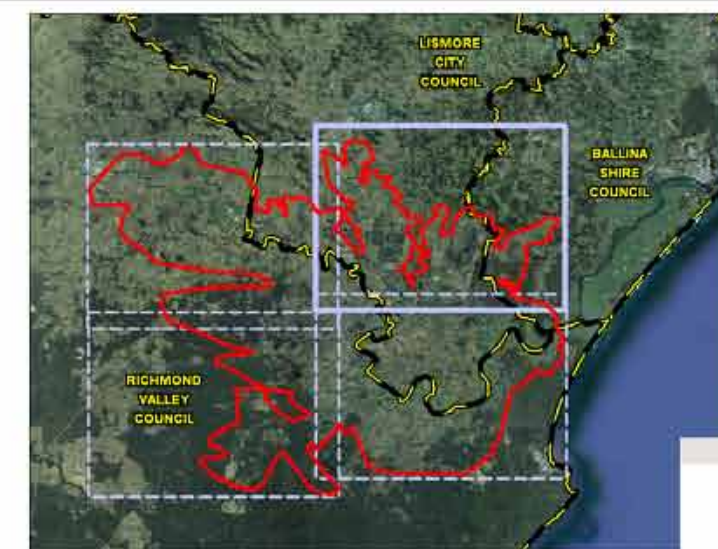 LISMORE
CITY
COUNCIL
BALLINA
SHIRE
COUNCIL
RICHMOND
VALLEY
COUNCIL